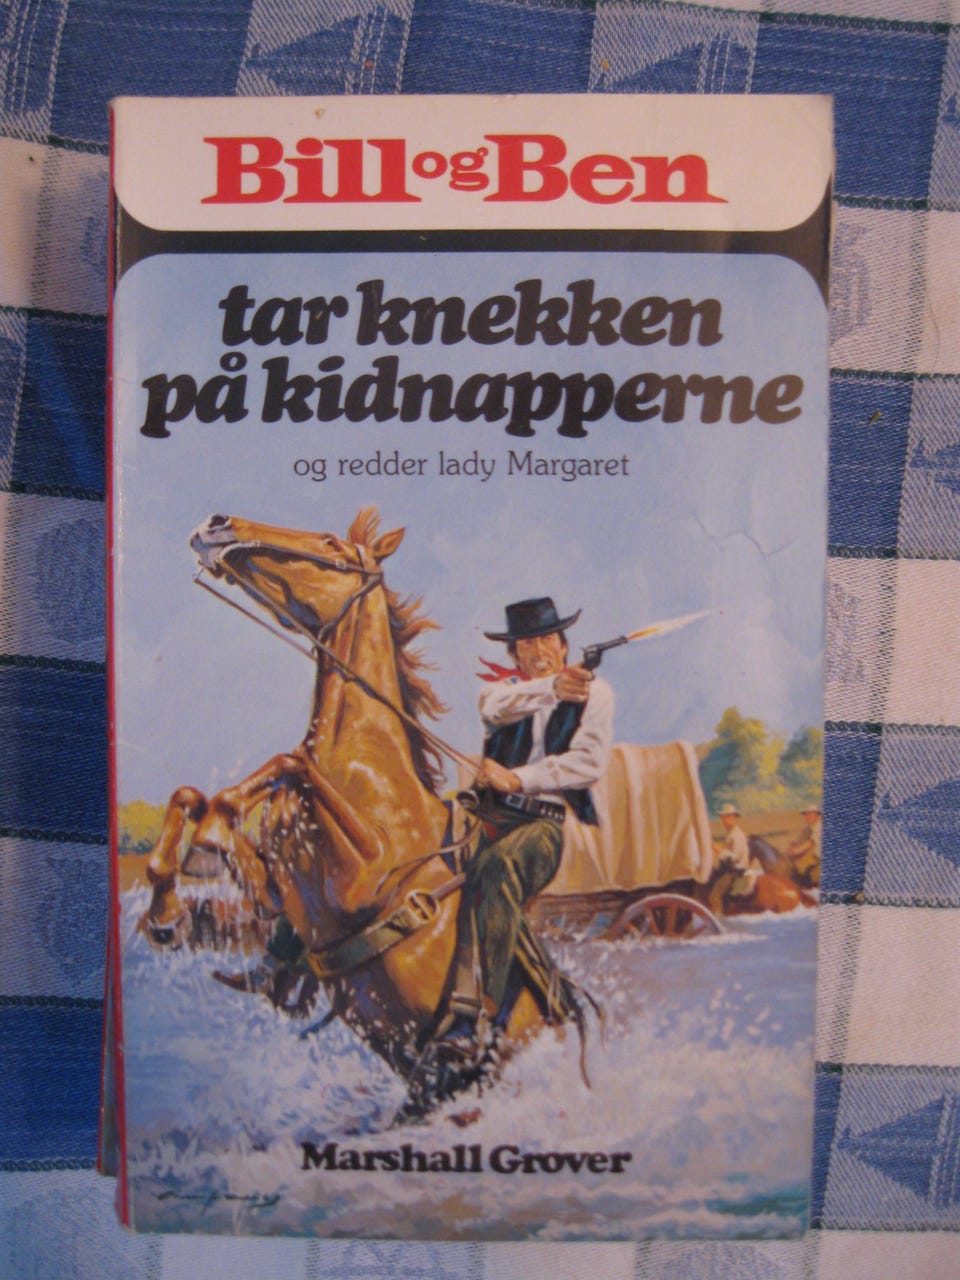 Bill og Ben
tar knekken
på kidnapperne
og redder lady Margaret
Marshall Grover